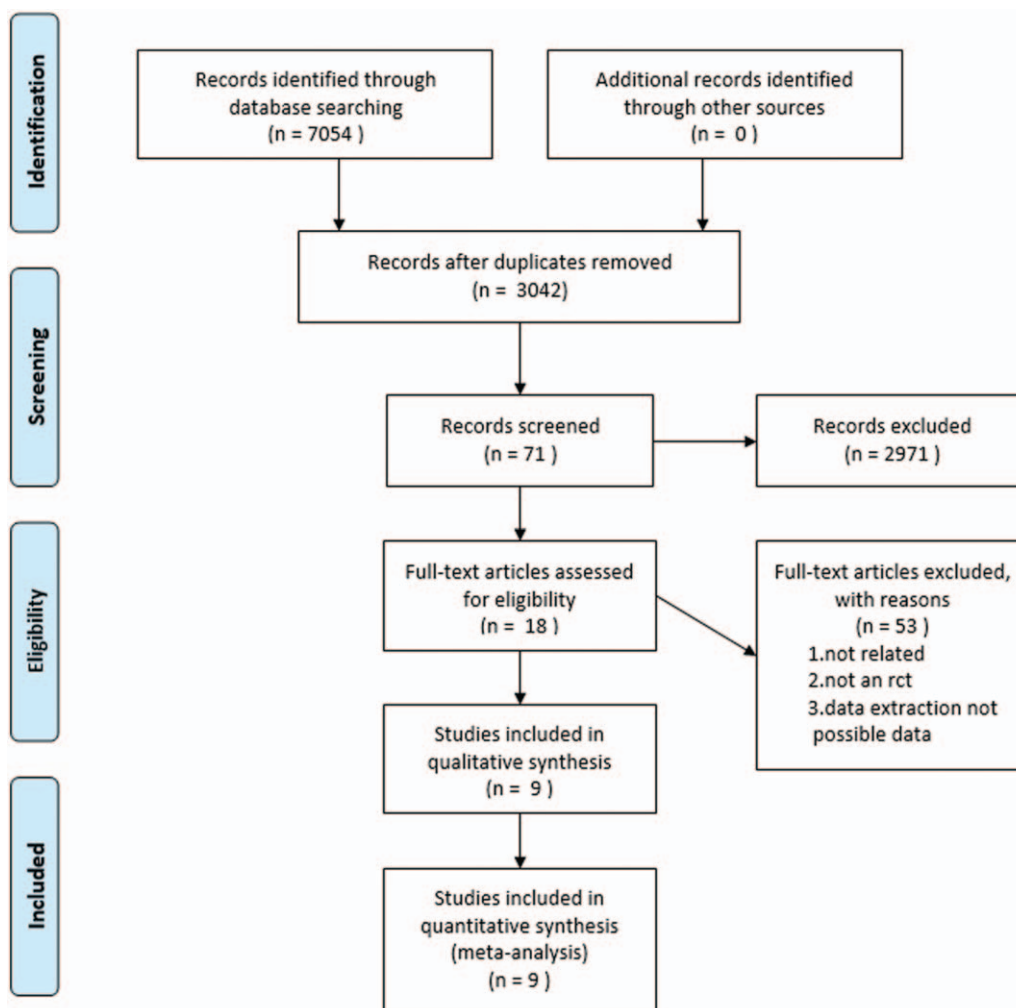 Identification
Records identified through
database searching
(n = 7054 )
Additional records identified
through other sources
(n = 0 )
Records after duplicates removed
(n = 3042)
Screening
Records screened
(n = 71 )
Records excluded
(n = 2971 )
Eligibility
Full-text articles assessed
for eligibility
(n = 18 )
Full-text articles excluded,
with reasons
(n = 53 )
1.not related
2.not an rct
3.data extraction not
possible data
Studies included in
qualitative synthesis
(n = 9 )
Included
Studies included in
quantitative synthesis
(meta-analysis)
(n = 9 )